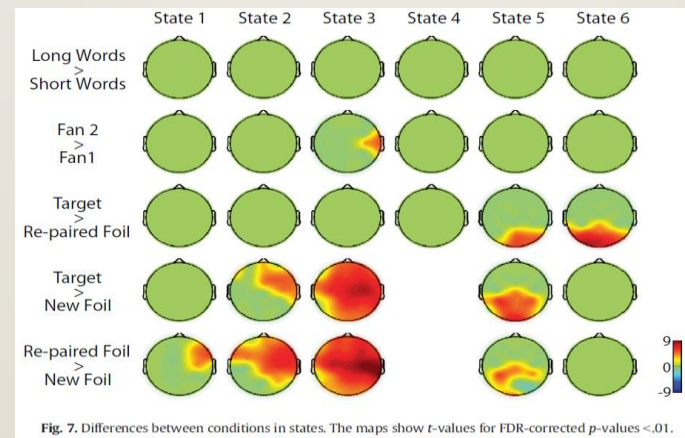 State 1 State 2 State 3 State 4 State 5 State 6
Long Words
>
Short Words
Fan 2
>
Fan1
Target
>
Re-paired Foil
Target
>
New Foil
Re-paired Foil
>
New Foil
9
0
-9
Fig. 7. Differences between conditions in states. The maps show t-values for FDR-corrected p-values <.01.